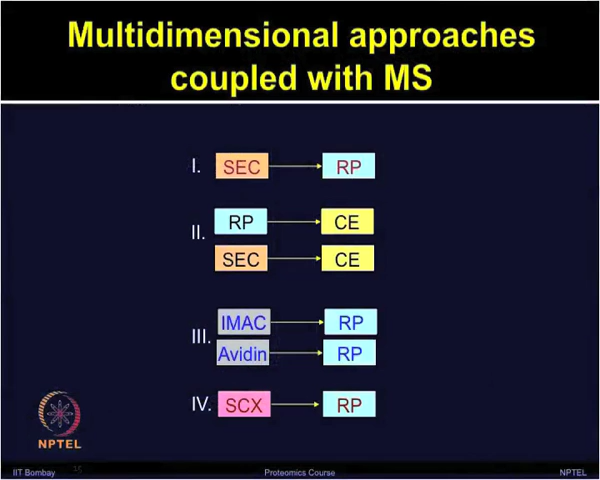 Multidimensional approaches
coupled with MS
I. SEC RP
II.
RP CE
SEC CE
III.
IMAC RP
Avidin RP
IV. SCX RP
NPTEL
IIT Bombay 15 Proteomics Course NPTEL